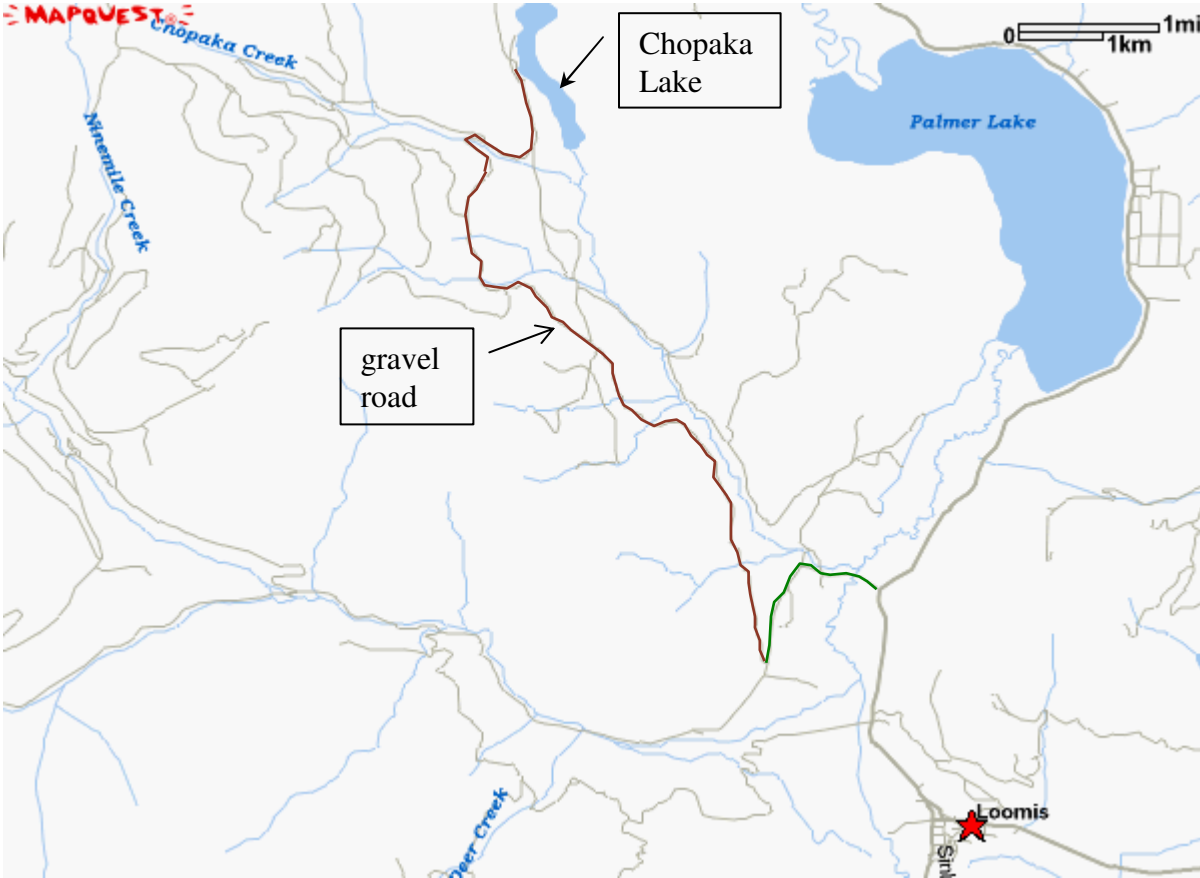 MAPQUEST
Chopaka Creek
Chopaka
Lake
0
1mi
1km
Palmer Lake
Ninemile Creek
gravel
road
Loomis
Deer Creek